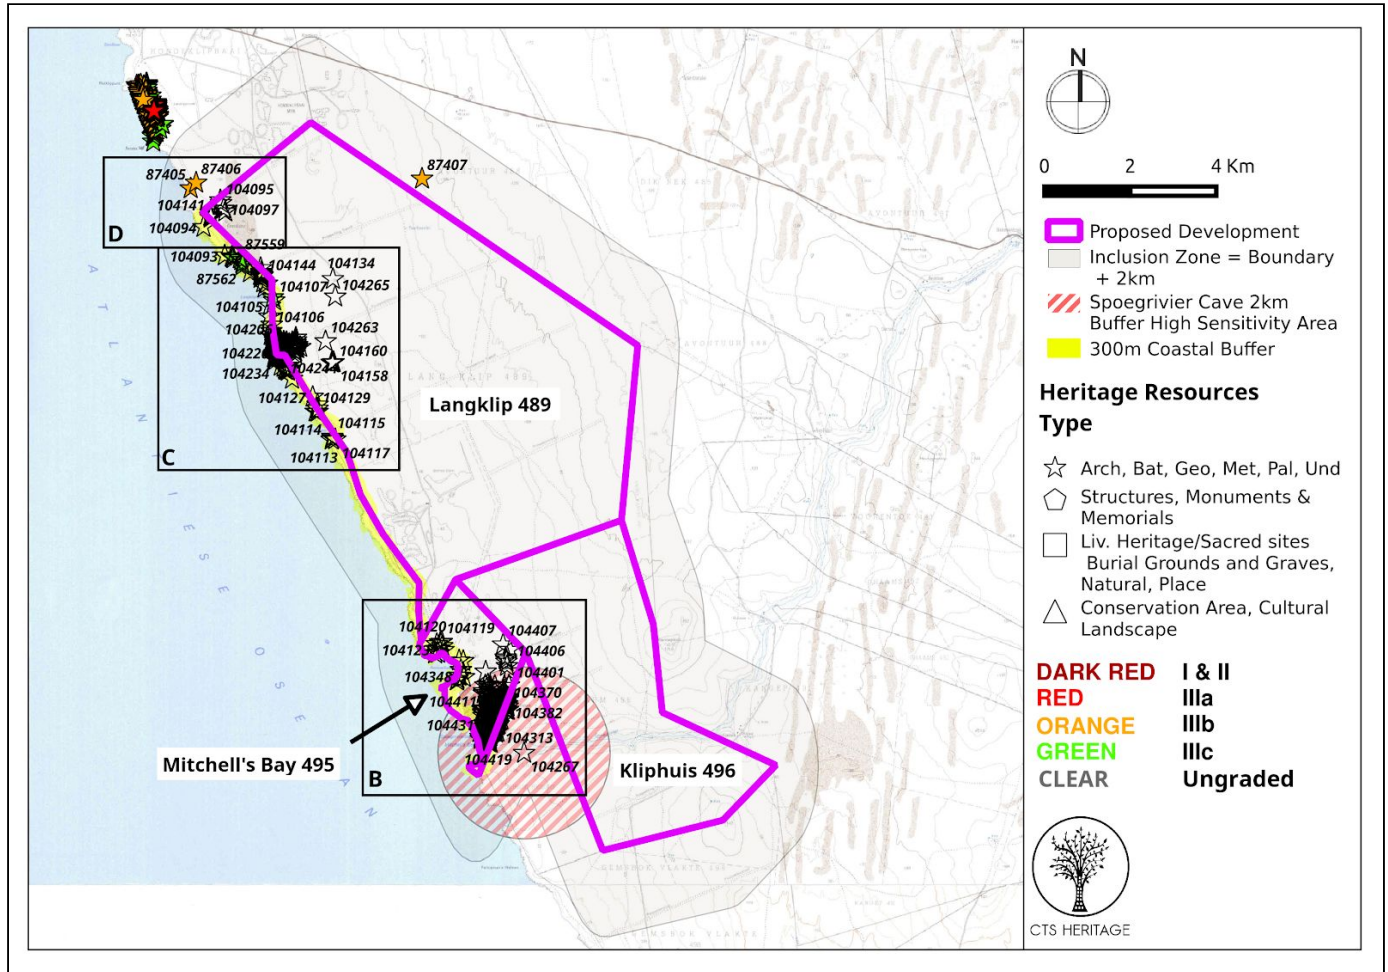 N
0 2 4 Km
Proposed Development
Inclusion Zone = Boundary
+ 2km
Spoegrivier Cave 2km
Buffer High Sensitivity Area
300m Coastal Buffer
Heritage Resources
Type
Arch, Bat, Geo, Met, Pal, Und
Structures, Monuments &
Memorials
Liv. Heritage/Sacred sites
Burial Grounds and Graves,
Natural, Place
Conservation Area, Cultural
Landscape
DARK RED I & II
RED IIIa
ORANGE IIIb
GREEN IIIc
CLEAR Ungraded
CTS HERITAGE
87407
87405
87406
104095
104141
104097
104094
D
87559
104093
104144
104134
87562
104107
104265
104105
104106
104263
104160
104234
104158
104127
104129
104115
104114
104113
104117
C
Langklip 489
ATLANTIESE OSEAAN
104120
104119
104407
104406
104348
104401
104370
104411
104382
104431
104313
104419
104267
B
Mitchell's Bay 495
Kliphuis 496